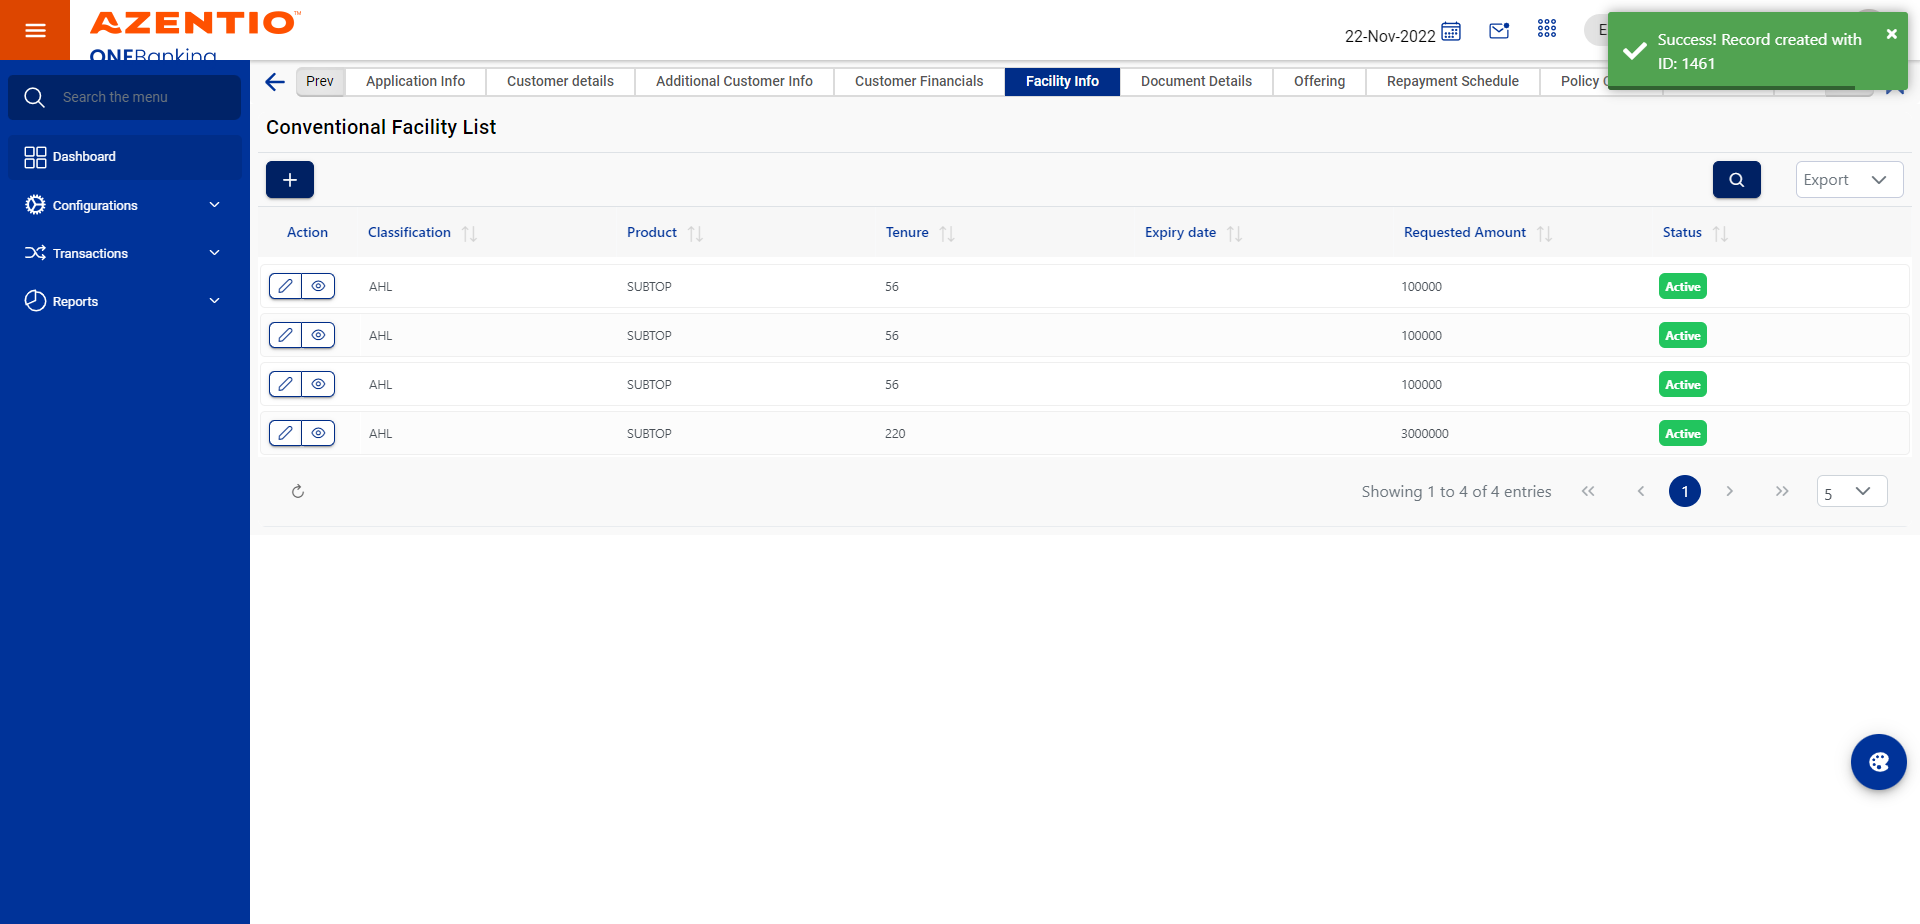 AZENTIO™
ONEBanking
22-Nov-2022
E
Success! Record created with
ID: 1461
Search the menu
Dashboard
Configurations
Transactions
Reports
Prev Application Info Customer details Additional Customer Info Customer Financials Facility Info Document Details Offering Repayment Schedule Policy
Conventional Facility List
+
Export
Action Classification Product Tenure Expiry date Requested Amount Status
AHL SUBTOP 56 100000 Active
AHL SUBTOP 56 100000 Active
AHL SUBTOP 56 100000 Active
AHL SUBTOP 220 3000000 Active
Showing 1 to 4 of 4 entries 1 5